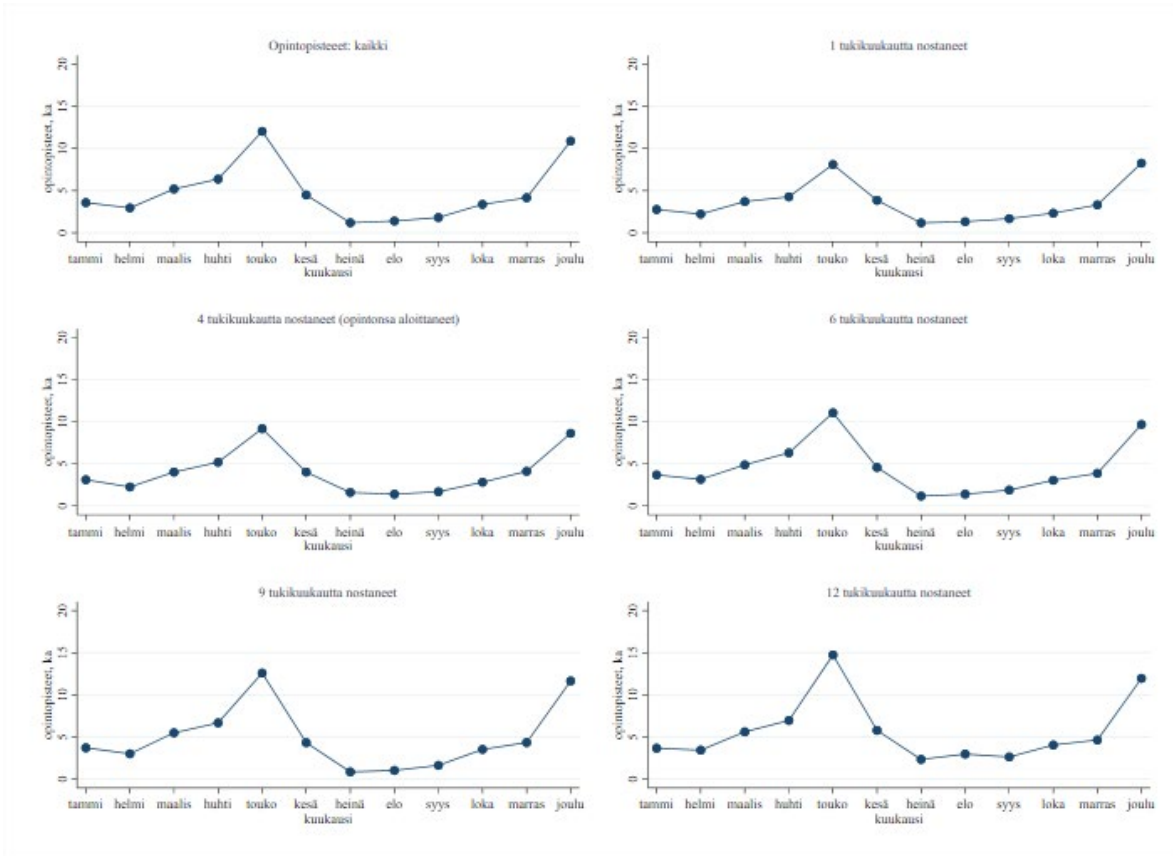 Opintopisteeet: kaikki
opintopisteet, ka
20
15
10
5
0
tammi helmi maalis huhti touko kesä heinä elo syys loka marras joulu
kuukausi
1 tukikuukautta nostaneet
opintopisteet, ka
20
15
10
5
0
tammi helmi maalis huhti touko kesä heinä elo syys loka marras joulu
kuukausi
4 tukikuukautta nostaneet (opintonsa aloittaneet)
opintopisteet, ka
20
15
10
5
0
tammi helmi maalis huhti touko kesä heinä elo syys loka marras joulu
kuukausi
6 tukikuukautta nostaneet
opintopisteet, ka
20
15
10
5
0
tammi helmi maalis huhti touko kesä heinä elo syys loka marras joulu
kuukausi
9 tukikuukautta nostaneet
opintopisteet, ka
20
15
10
5
0
tammi helmi maalis huhti touko kesä heinä elo syys loka marras joulu
kuukausi
12 tukikuukautta nostaneet
opintopisteet, ka
20
15
10
5
0
tammi helmi maalis huhti touko kesä heinä elo syys loka marras joulu
kuukausi